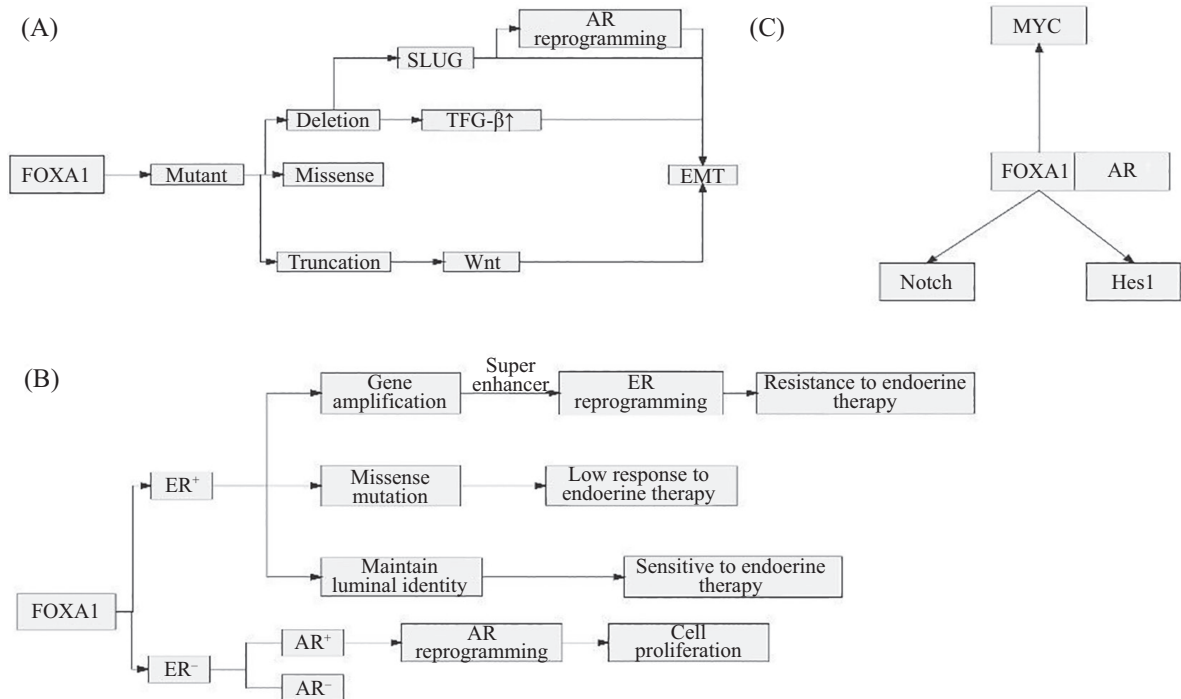 (A)
AR
reprogramming
SLUG
Deletion
TFG-β↑
FOXA1
Mutant
Missense
EMT
Truncation
Wnt
(C)
MYC
FOXA1
AR
Notch
Hes1
(B)
Gene
amplification
Super
enhancer
ER
reprogramming
Resistance to endoerine
therapy
ER⁺
Missense
mutation
Low response to
endoerine therapy
Maintain
luminal identity
Sensitive to endoerine
therapy
FOXA1
ER⁻
AR⁺
AR
reprogramming
Cell
proliferation
AR⁻